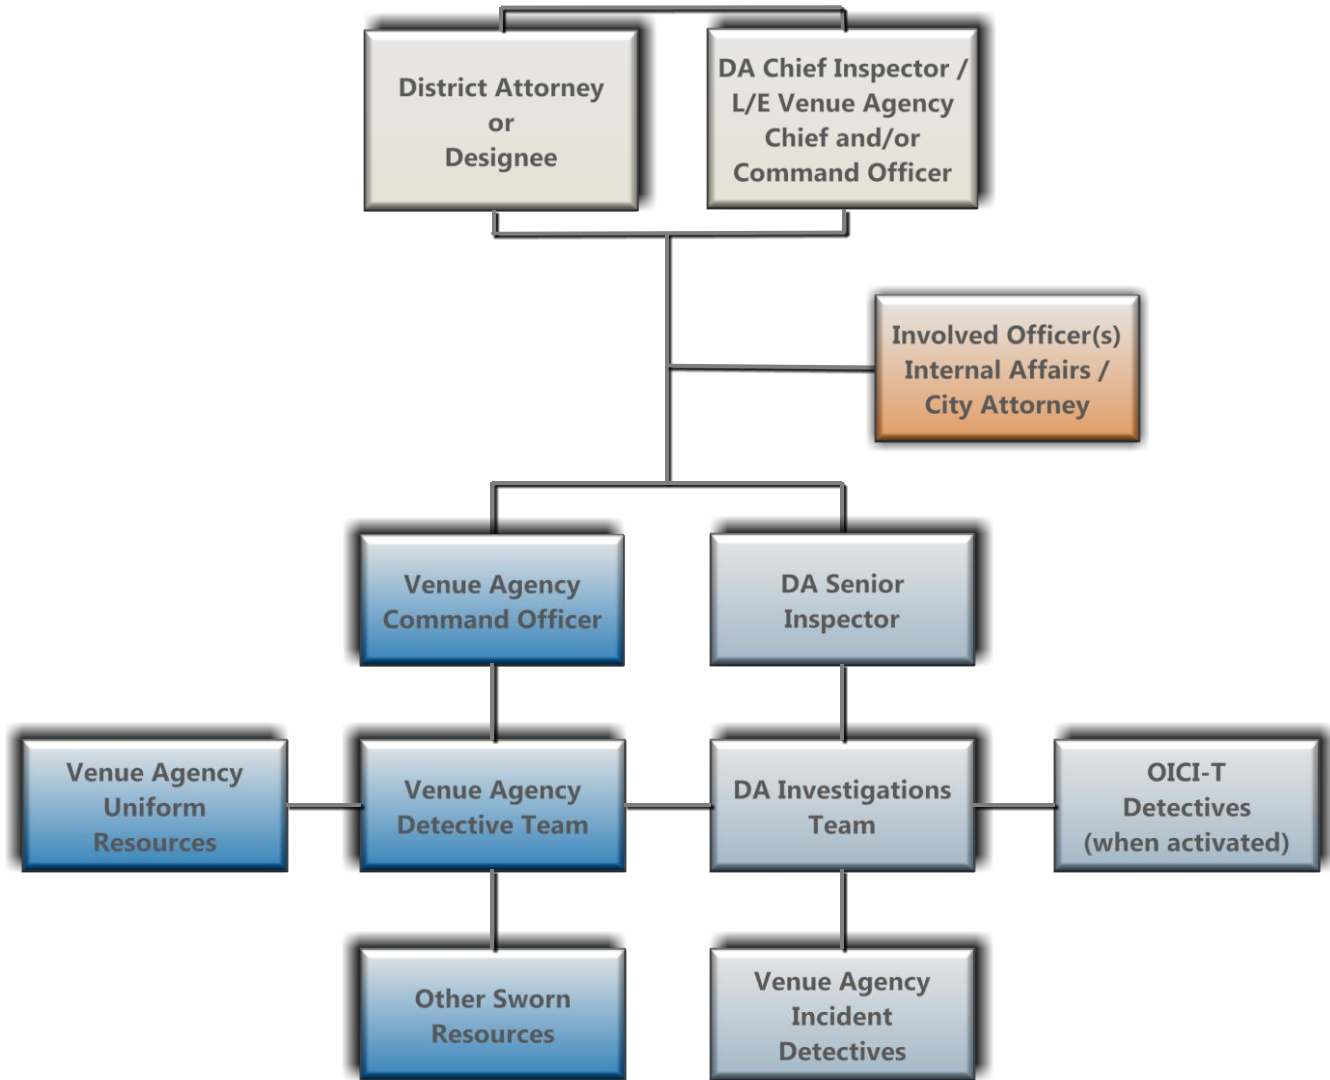 District Attorney
or
Designee
DA Chief Inspector /
L/E Venue Agency
Chief and/or
Command Officer
Involved Officer(s)
Internal Affairs /
City Attorney
Venue Agency
Command Officer
DA Senior
Inspector
Venue Agency
Uniform
Resources
Venue Agency
Detective Team
DA Investigations
Team
OICI-T
Detectives
(when activated)
Other Sworn
Resources
Venue Agency
Incident
Detectives